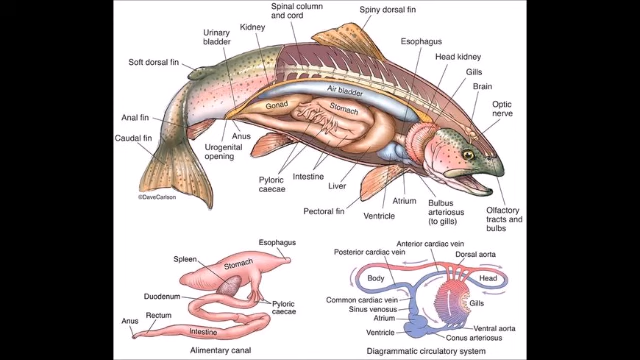 Spinal column
and cord
Spiny dorsal fin
Kidney
Urinary
bladder
Esophagus
Head kidney
Soft dorsal fin
Gills
Brain
Optic
nerve
Air bladder
Gonad
Stomach
Anal fin
Caudal fin
Anus
Urogenital
opening
©DaveCarlson
Pyloric
caecae
Intestine
Liver
Pectoral fin
Ventricle
Atrium
Bulbus
arteriosus
(to gills)
Olfactory
tracts and
bulbs
Esophagus
Spleen
Stomach
Duodenum
Pyloric
caecae
Rectum
Anus
Intestine
Alimentary canal
Anterior cardiac vein
Posterior cardiac vein
Dorsal aorta
Body
Head
Common cardiac vein
Sinus venosus
Atrium
Ventricle
Gills
Ventral aorta
Conus arteriosus
Diagrammatic circulatory system